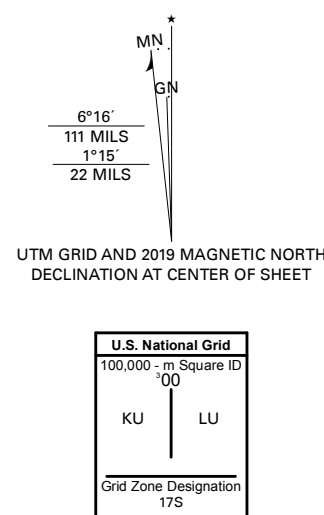 ★
MN
GN
6°16´
111 MILS
1°15´
22 MILS
UTM GRID AND 2019 MAGNETIC NORTH
DECLINATION AT CENTER OF SHEET
U.S. National Grid
100,000 - m Square ID
³00
KU LU
Grid Zone Designation
17S